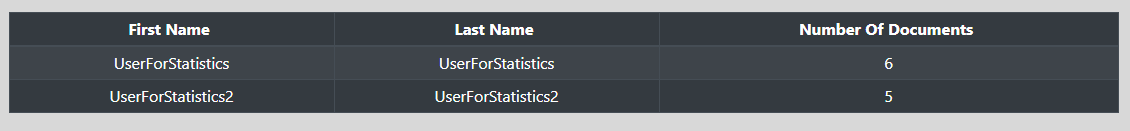 First Name Last Name Number Of Documents
UserForStatistics UserForStatistics 6
UserForStatistics2 UserForStatistics2 5